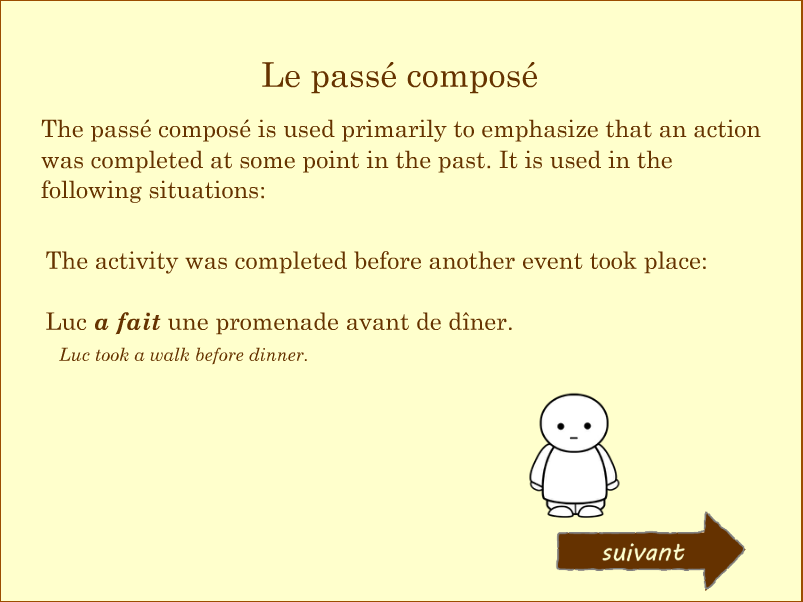 Le passé composé
The passé composé is used primarily to emphasize that an action
was completed at some point in the past. It is used in the
following situations:
The activity was completed before another event took place:
Luc a fait une promenade avant de dîner.
Luc took a walk before dinner.
suivant